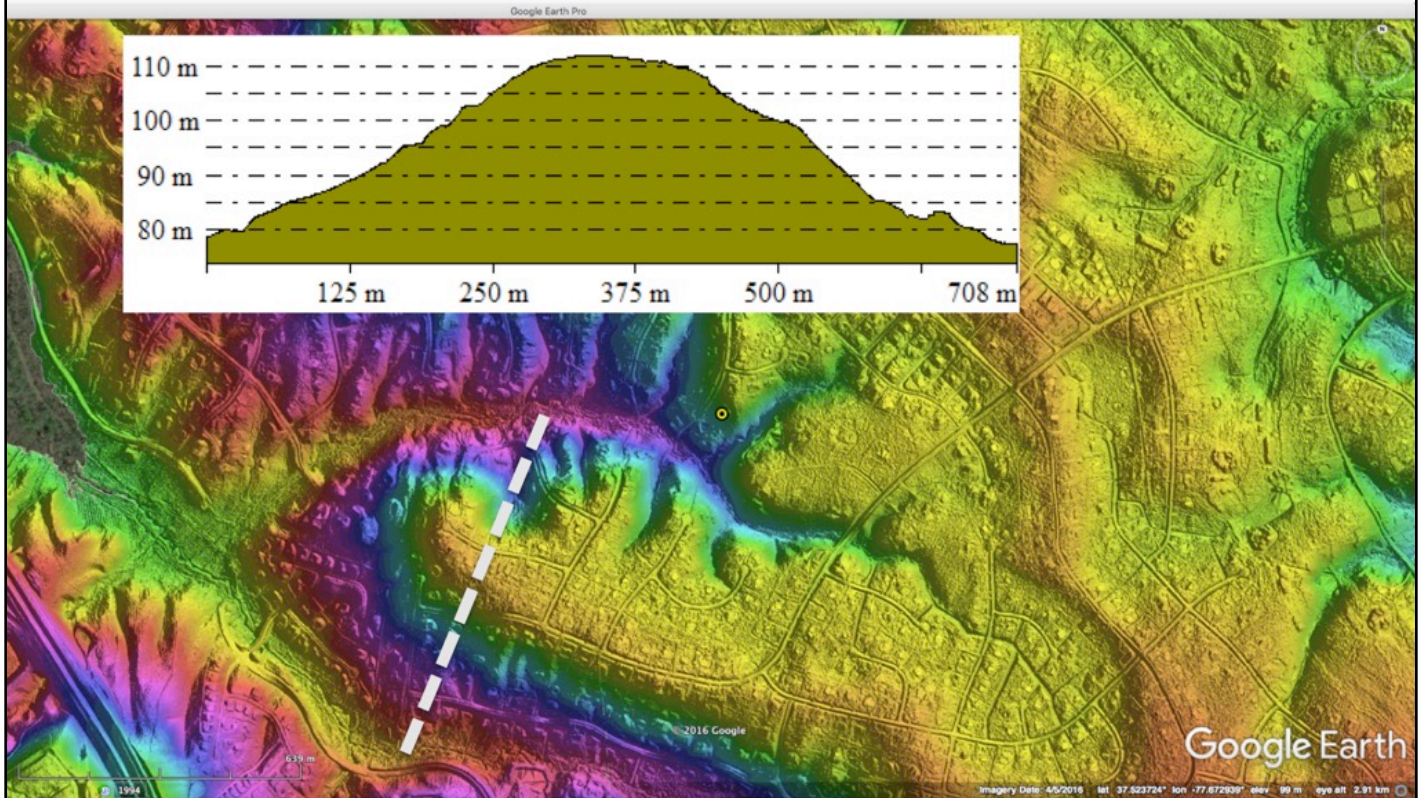 Google Earth Pro
110 m
100 m
90 m
80 m
125 m 250 m 375 m 500 m 708 m
N
© 2016 Google
Google Earth
639 m
1994
Imagery Date: 4/5/2016 lat 37.523724° lon -77.672939° elev 99 m eye alt 2.91 km